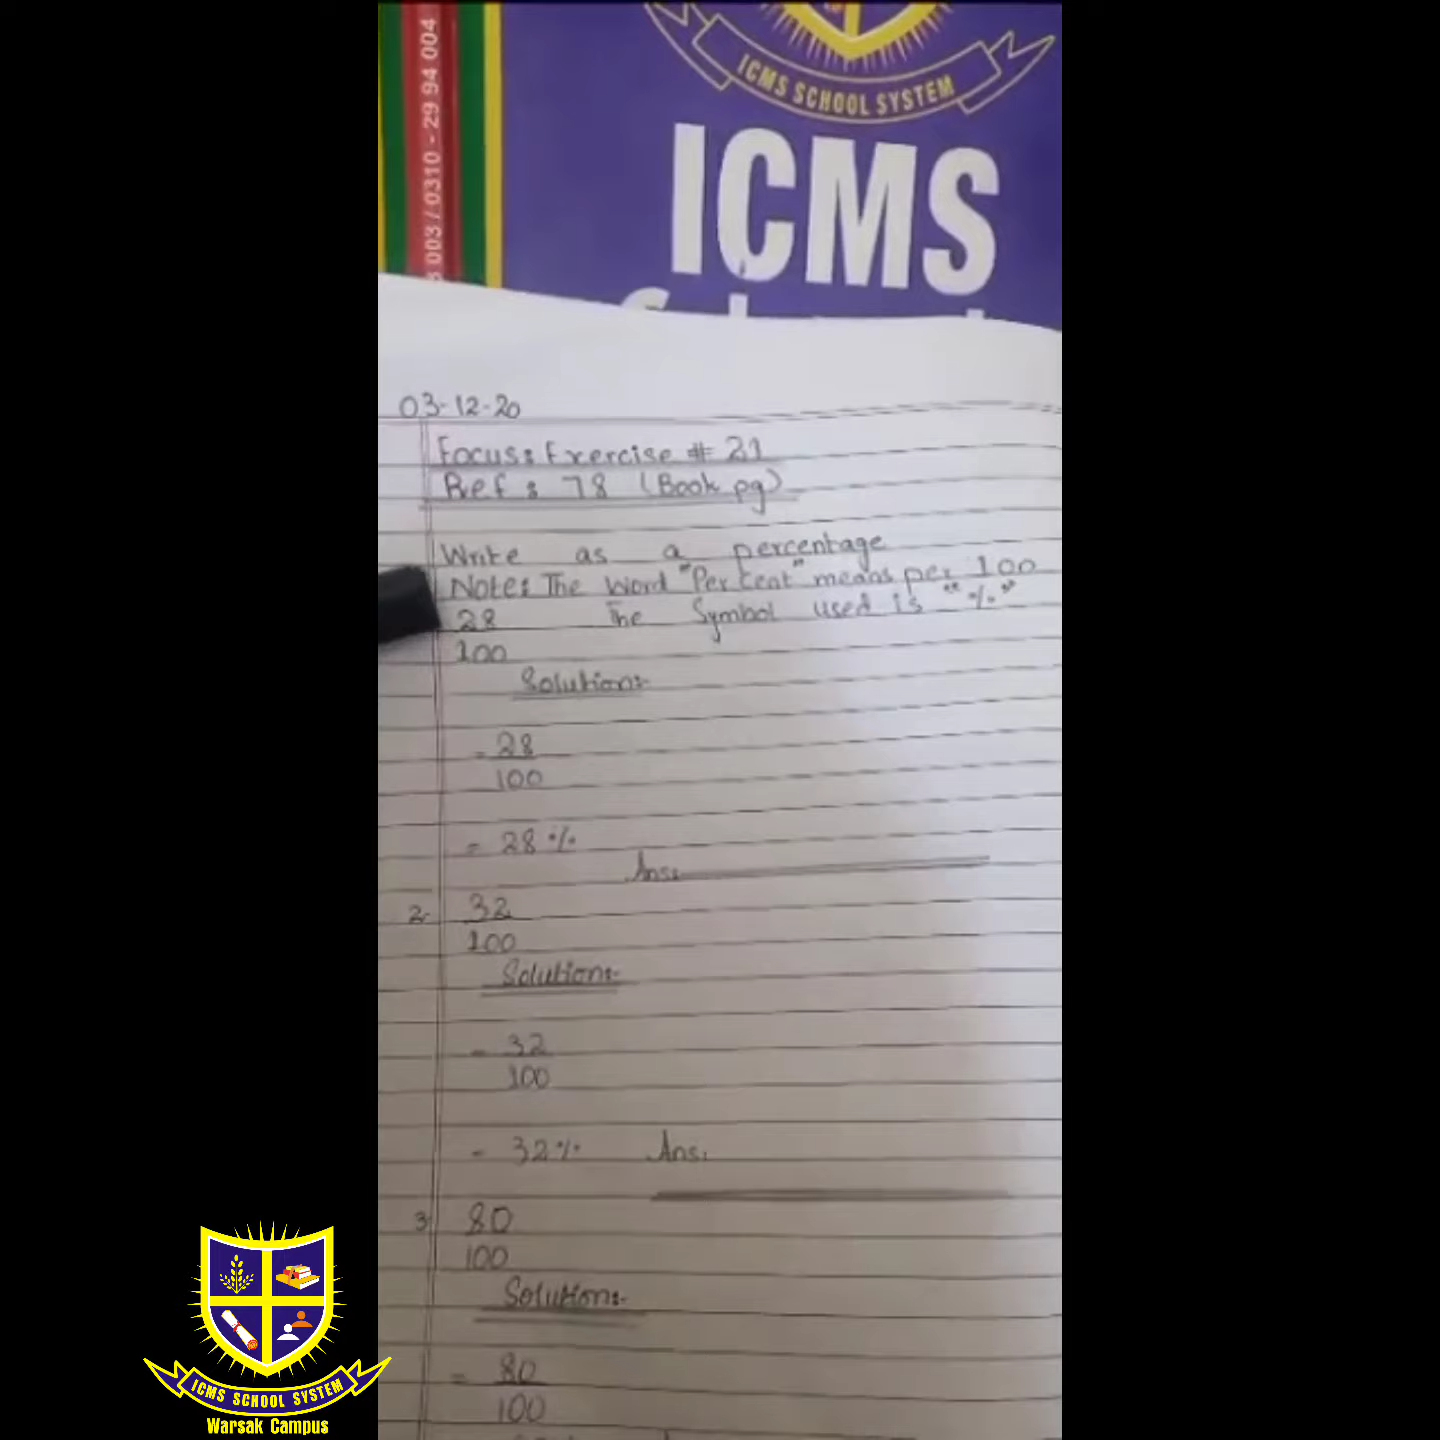 003 / 0310 - 29 94 004
ICMS SCHOOL SYSTEM
ICMS
03-12-20
Focus: Exercise # 21
Ref: 78 (Book pg)
Write as a percentage
Note: The Word "Per cent" means per 100
28 The Symbol used is "%"
100
Solution:-
= 28
100
= 28%
Ans:
2. 32
100
Solution:-
= 32
100
= 32% Ans:
3 80
100
Solution:-
= 80
100
ICMS SCHOOL SYSTEM
Warsak Campus